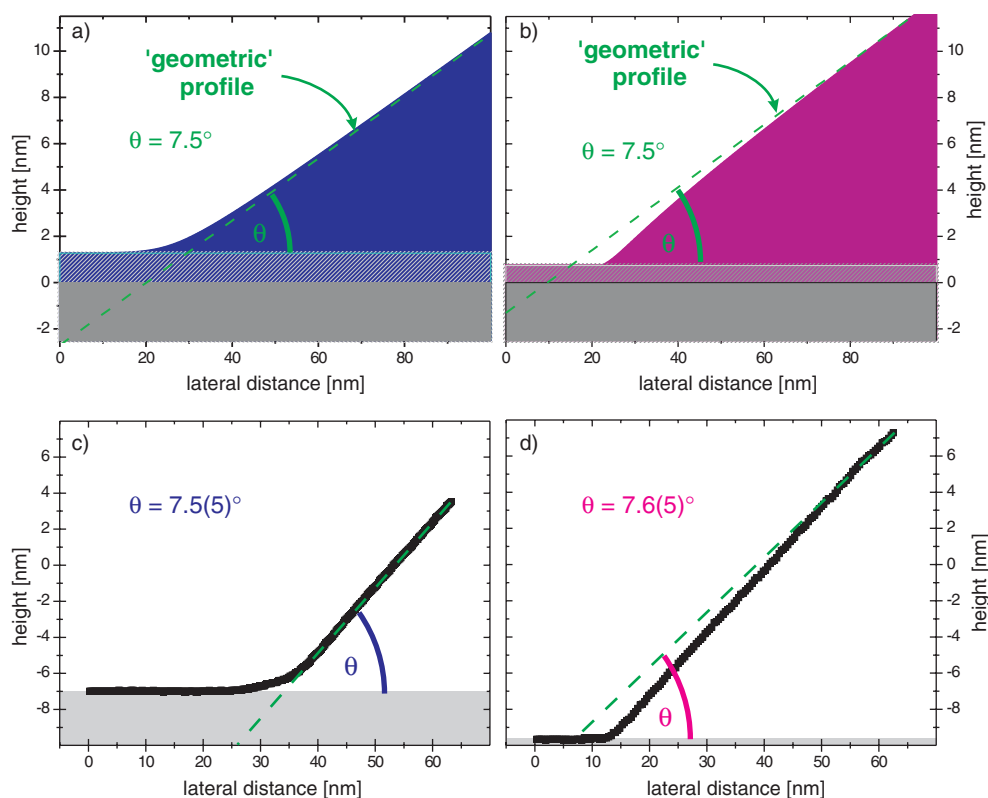 a)
'geometric'
profile
θ = 7.5°
θ
height [nm]
10
8
6
4
2
0
-2
0 20 40 60 80
lateral distance [nm]
b)
'geometric'
profile
θ = 7.5°
θ
height [nm]
10
8
6
4
2
0
-2
0 20 40 60 80
lateral distance [nm]
c)
θ = 7.5(5)°
θ
height [nm]
6
4
2
0
-2
-4
-6
-8
0 10 20 30 40 50 60
lateral distance [nm]
d)
θ = 7.6(5)°
θ
height [nm]
6
4
2
0
-2
-4
-6
-8
0 10 20 30 40 50 60
lateral distance [nm]